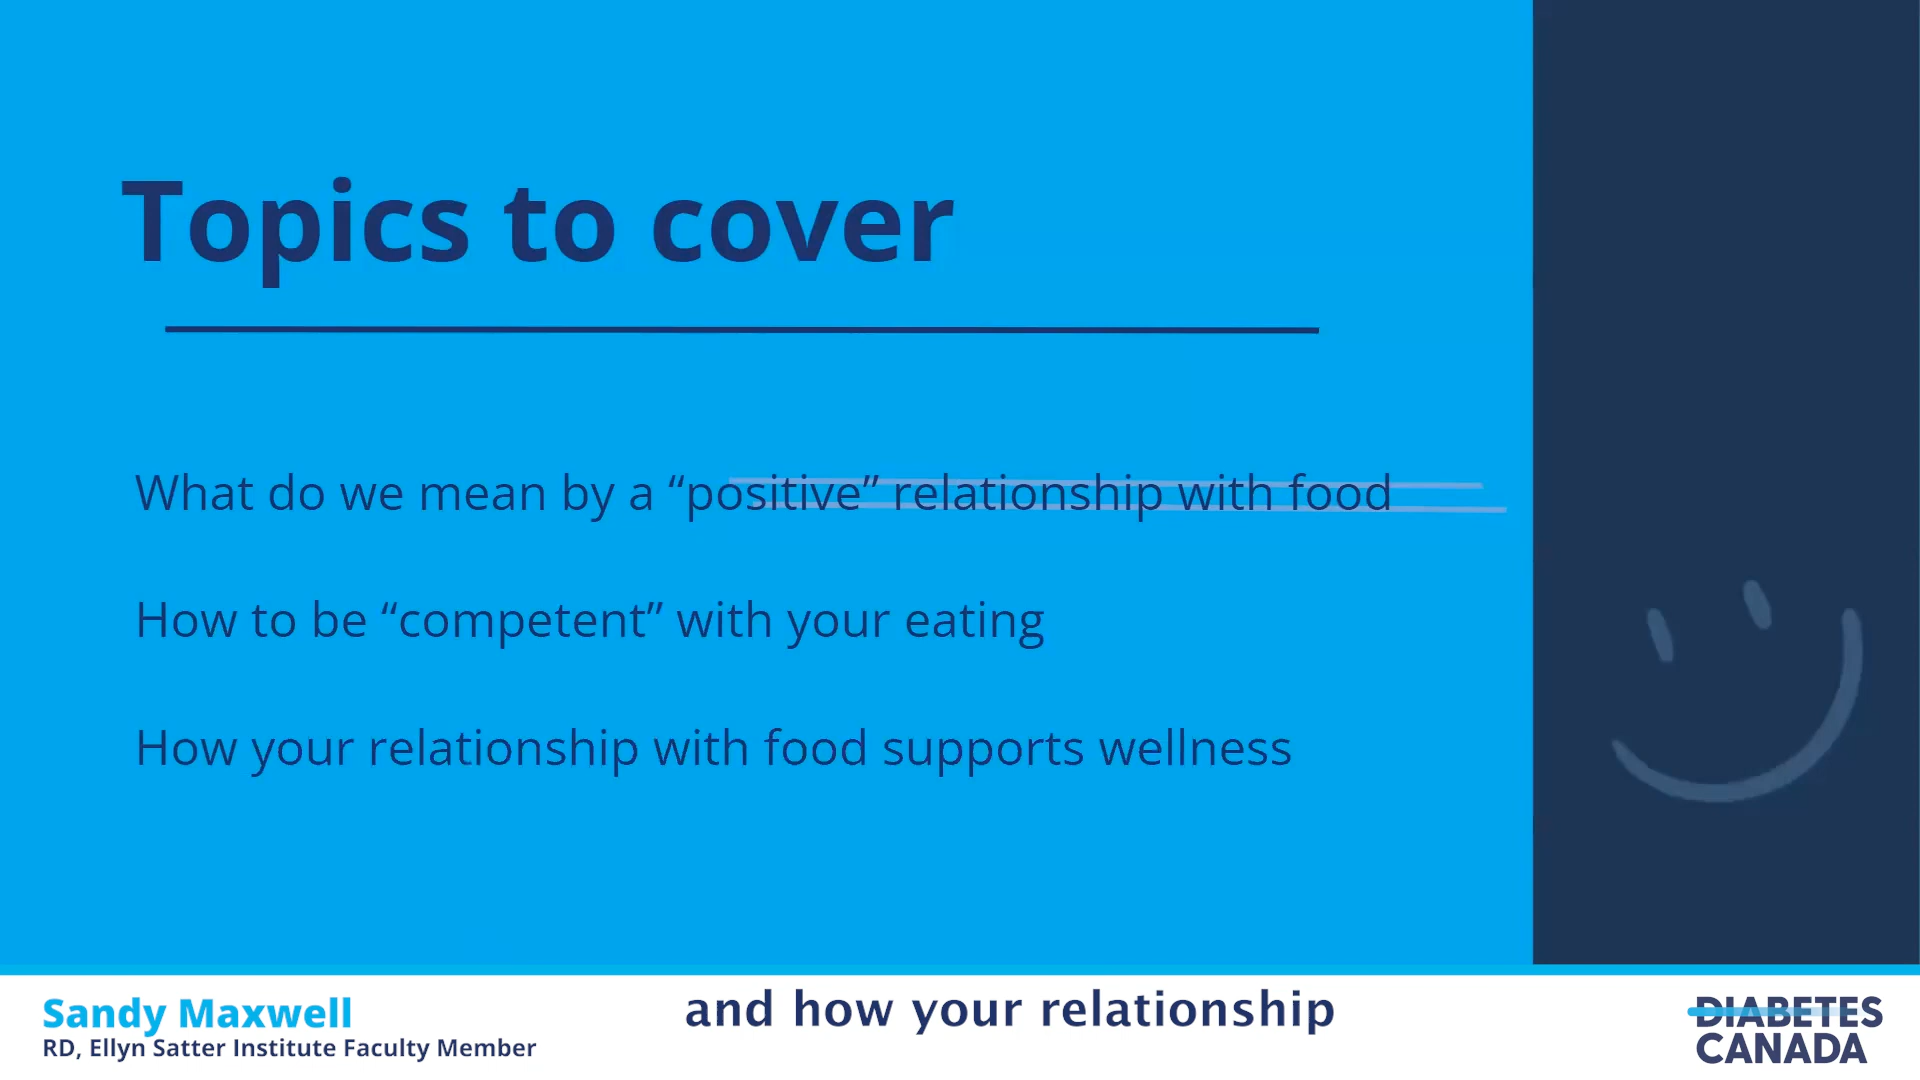 Topics to cover
What do we mean by a “positive” relationship with food
How to be “competent” with your eating
How your relationship with food supports wellness
Sandy Maxwell
RD, Ellyn Satter Institute Faculty Member
and how your relationship
DIABETES
CANADA